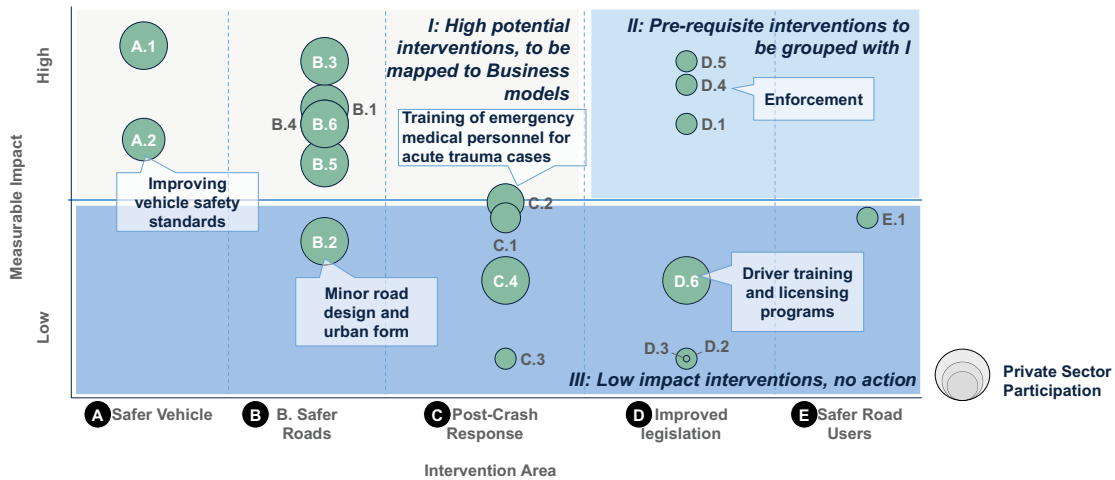 High
Measurable Impact
Low
I: High potential
interventions, to be
mapped to Business
models
II: Pre-requisite interventions to
be grouped with I
A.1
A.2
Improving
vehicle safety
standards
B.3
B.1
B.4
B.6
B.5
B.2
Minor road
design and
urban form
Training of emergency
medical personnel for
acute trauma cases
C.2
C.1
C.4
C.3
D.5
D.4
Enforcement
D.1
D.6
Driver training
and licensing
programs
D.3
D.2
E.1
III: Low impact interventions, no action
Private Sector
Participation
A Safer Vehicle
B B. Safer
Roads
C Post-Crash
Response
D Improved
legislation
E Safer Road
Users
Intervention Area